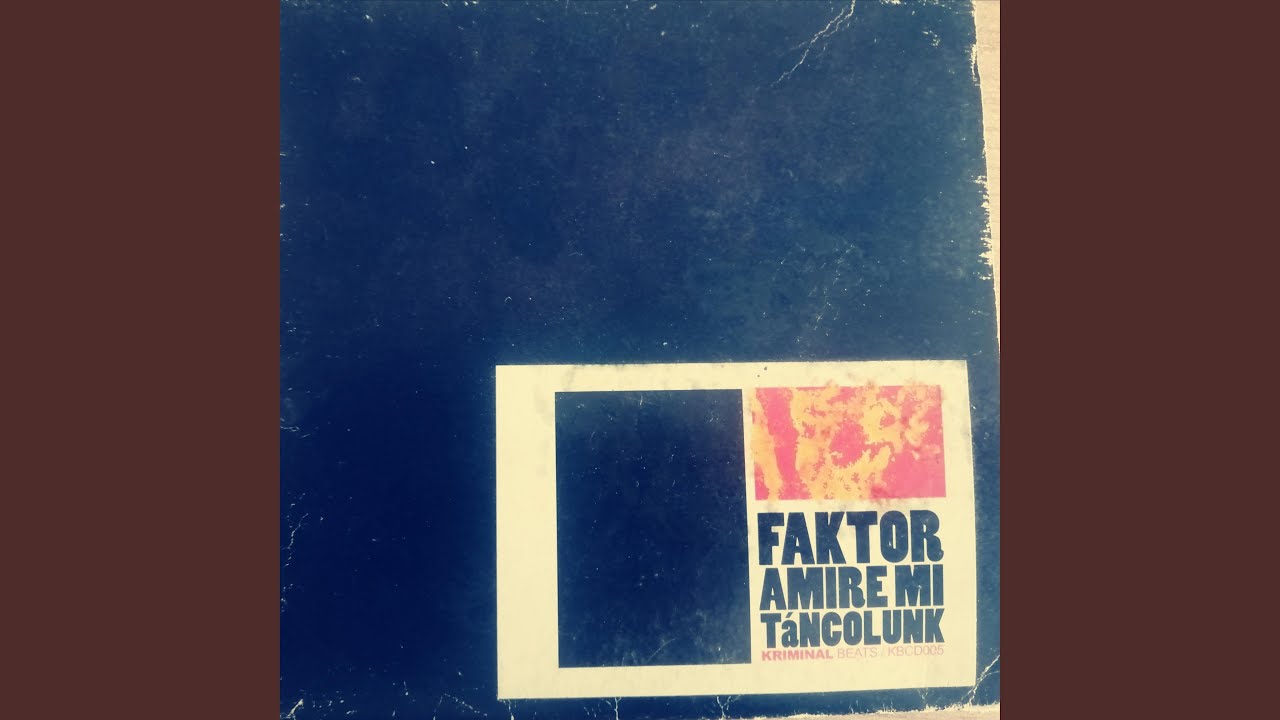 FAKTOR
AMIRE MI
TáNCOLUNK
KRIMINAL BEATS / KBCD005